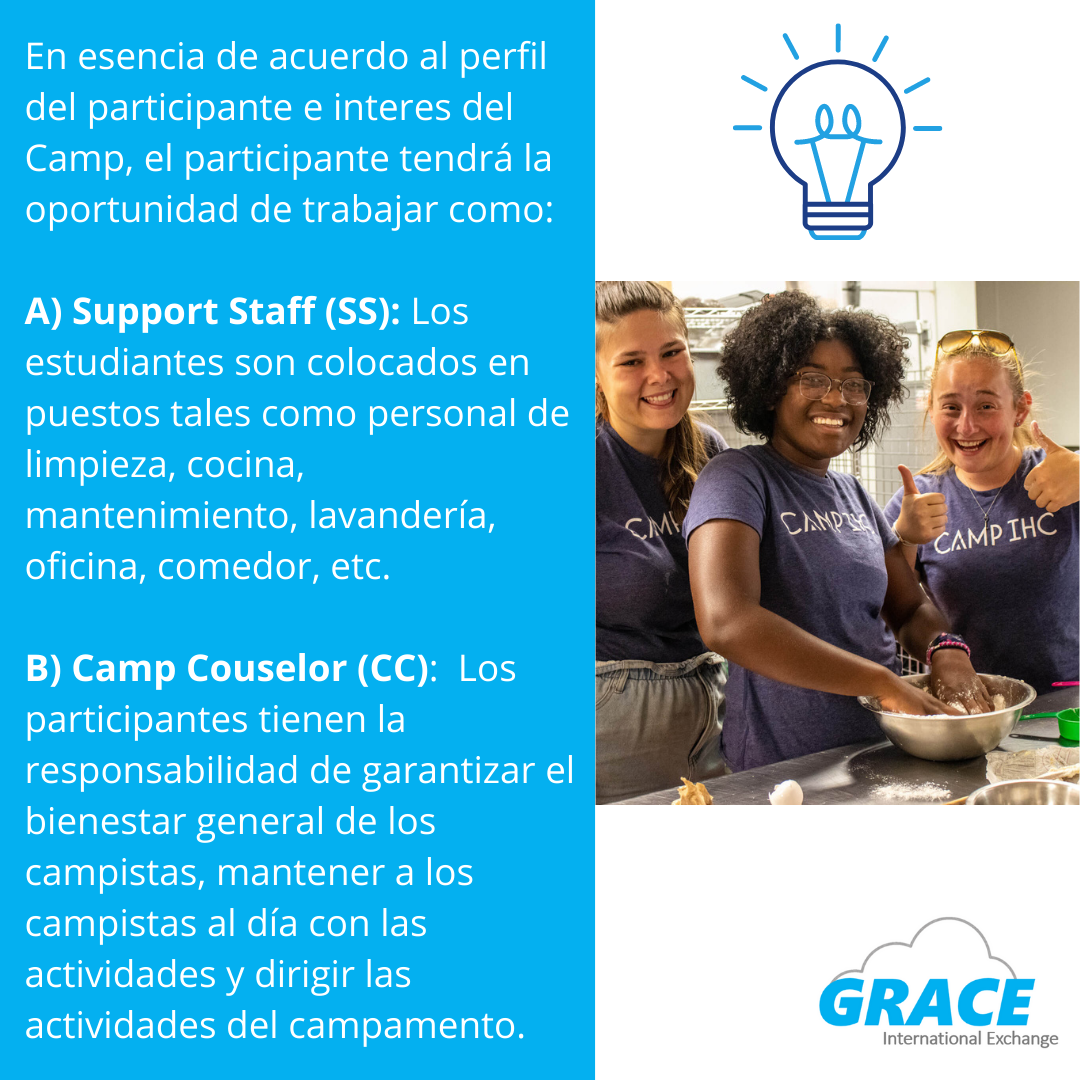 En esencia de acuerdo al perfil
del participante e interes del
Camp, el participante tendrá la
oportunidad de trabajar como:
A) Support Staff (SS): Los
estudiantes son colocados en
puestos tales como personal de
limpieza, cocina,
mantenimiento, lavandería,
oficina, comedor, etc.
B) Camp Couselor (CC):  Los
participantes tienen la
responsabilidad de garantizar el
bienestar general de los
campistas, mantener a los
campistas al día con las
actividades y dirigir las
actividades del campamento.
CAMP IHC
CAMP IHC
GRACE
International Exchange